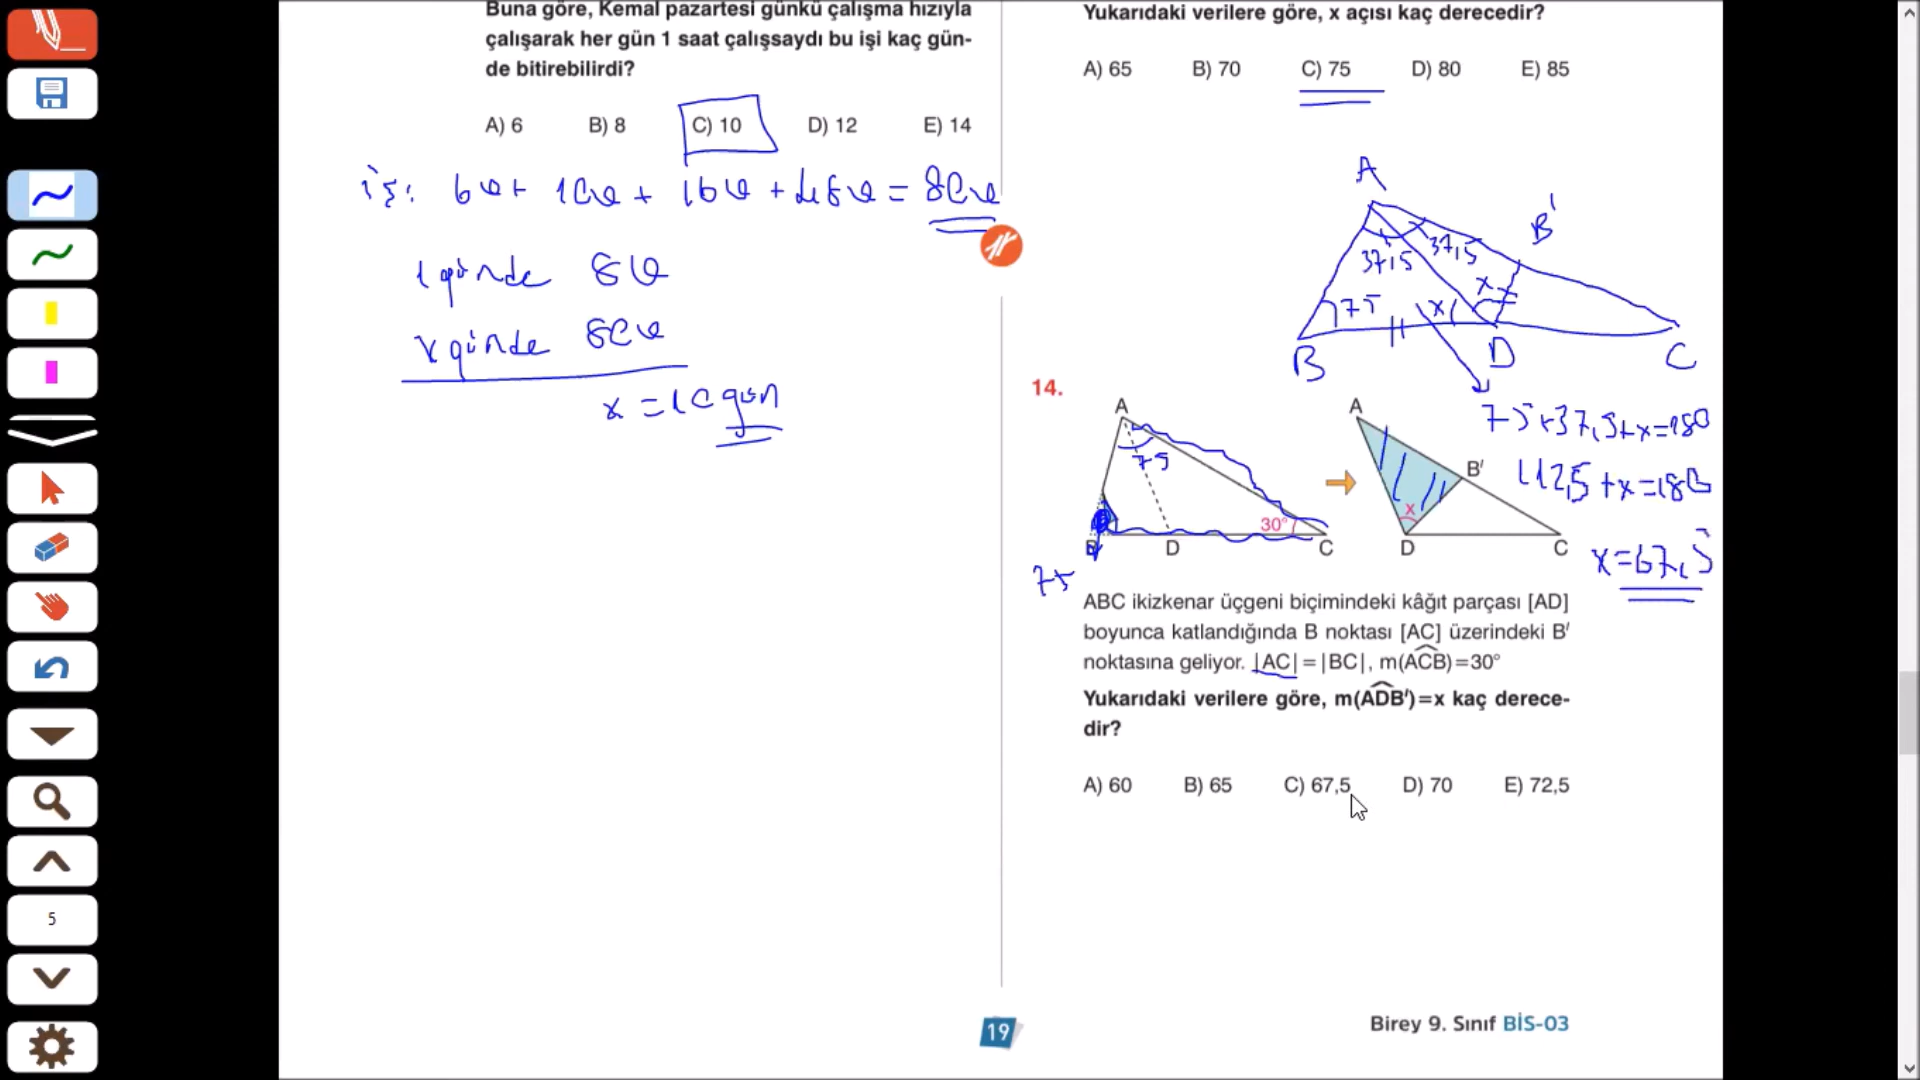 Buna göre, Kemal pazartesi günkü çalışma hızıyla
çalışarak her gün 1 saat çalışsaydı bu işi kaç gün-
de bitirebilirdi?
A) 6 B) 8 C) 10 D) 12 E) 14
iş:
1 günde
x günde
x = 10 gün
Yukarıdaki verilere göre, x açısı kaç derecedir?
A) 65 B) 70 C) 75 D) 80 E) 85
A
B'
37,5 37,5
75 x x
B D C
75+37,5+x=180
112,5+x=180
x=67,5
14.
A
75
30°
B D C
75
A
B'
x
D C
ABC ikizkenar üçgeni biçimindeki kâğıt parçası [AD]
boyunca katlandığında B noktası [AC] üzerindeki B'
noktasına geliyor. |AC|=|BC|, m(ACB)=30°
Yukarıdaki verilere göre, m(ADB')=x kaç derece-
dir?
A) 60 B) 65 C) 67,5 D) 70 E) 72,5
19
Birey 9. Sınıf BİS-03
5